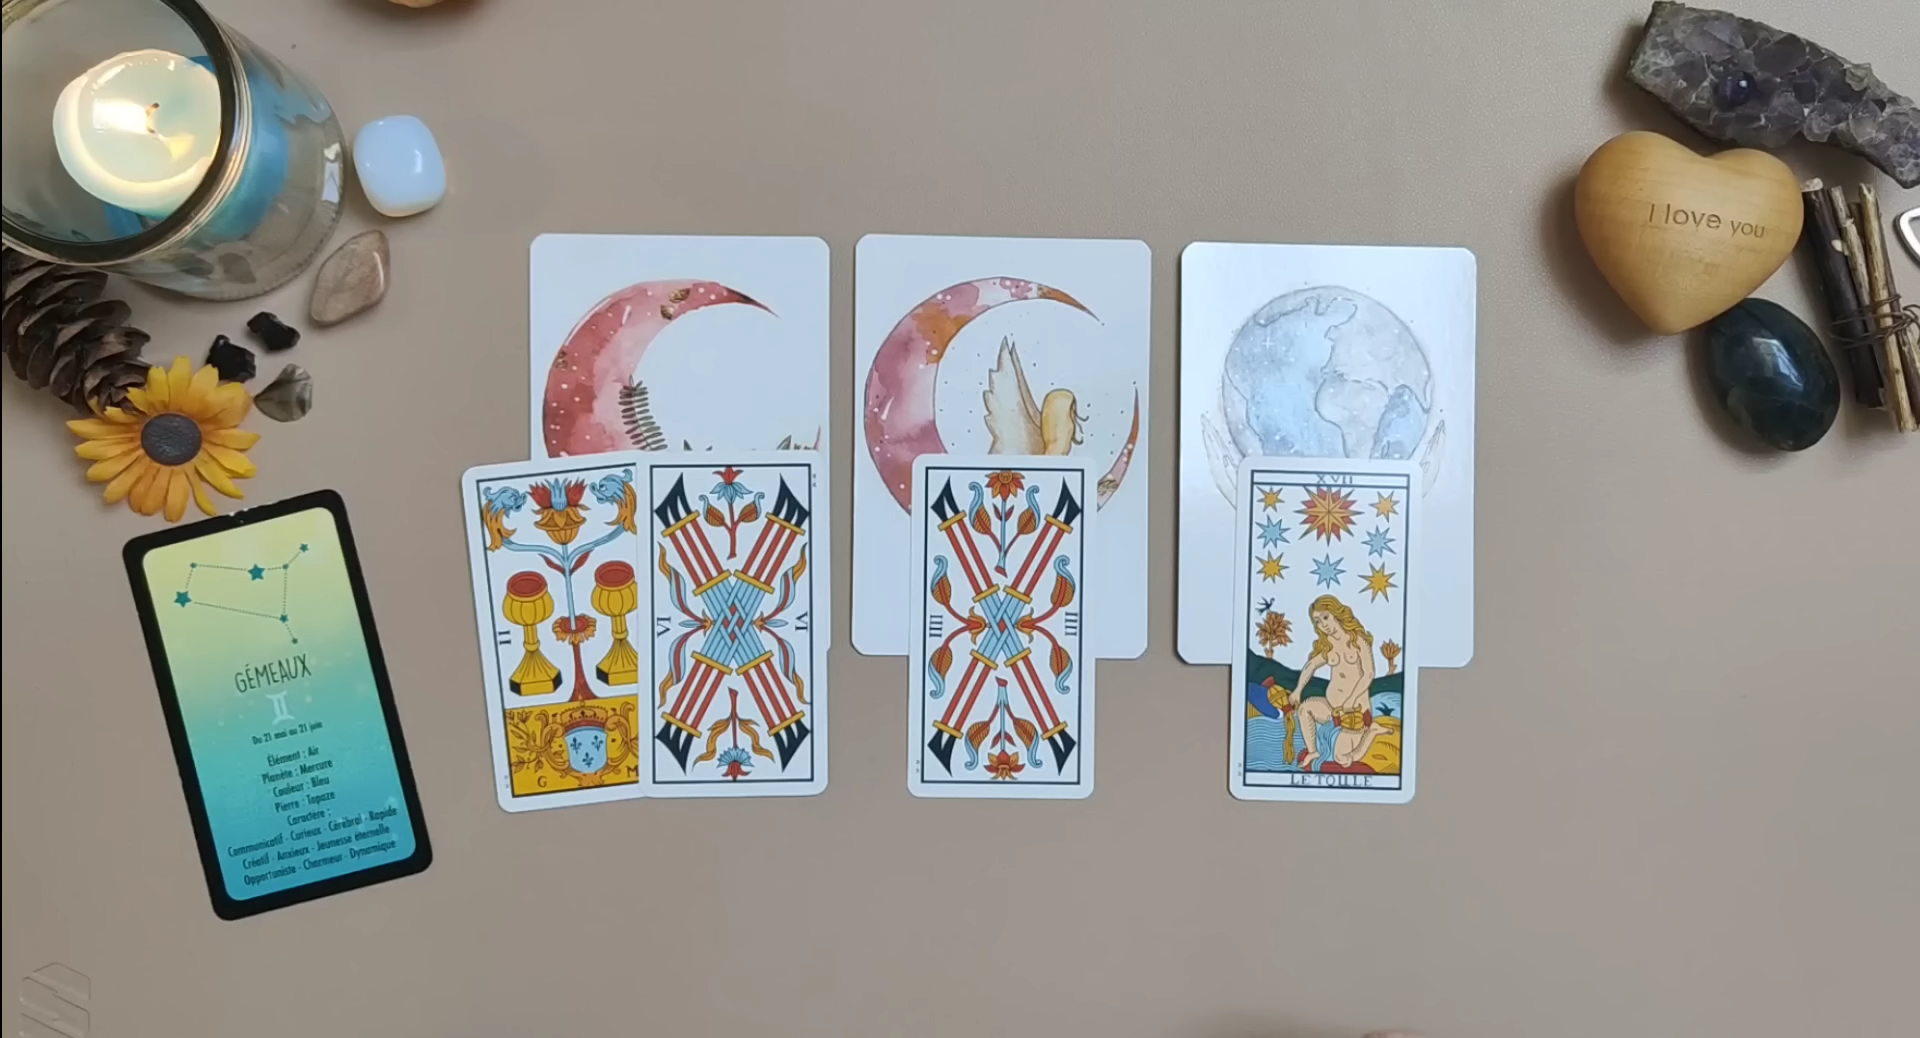 I love you
GÉMEAUX
Du 21 mai au 21 juin
Élément : Air
Planète : Mercure
Couleur : Bleu
Pierre : Topaze
Caractère :
Communicatif - Curieux - Cérébral - Rapide
Créatif - Anxieux - Jeunesse éternelle
Opportuniste - Charmeur - Dynamique
II
G M
VI VI
IIII IIII
XVII
LE TOULLE